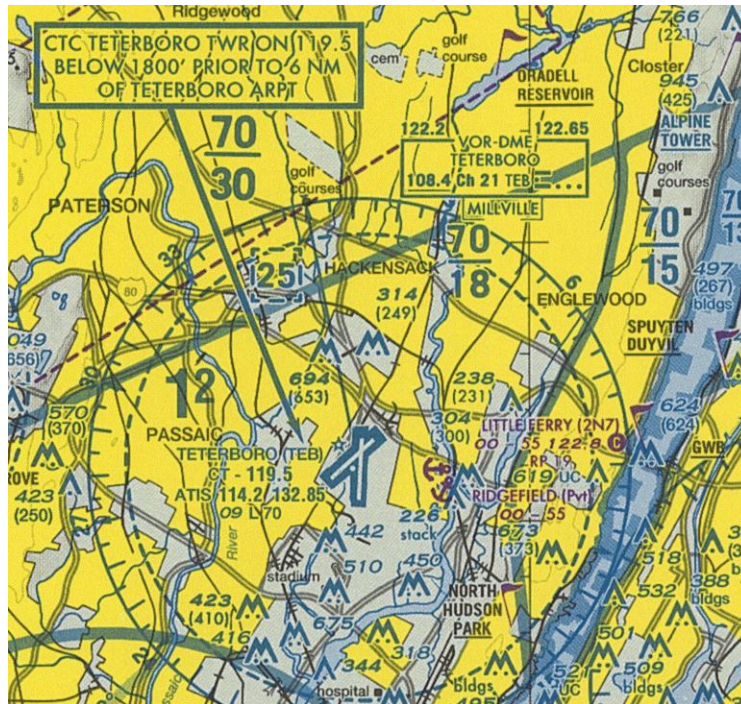 Ridgewood
CTC TETERBORO TWR ON 119.5
BELOW 1800' PRIOR TO 6 NM
OF TETERBORO ARPT
cem
golf
course
ORADELL
RESERVOIR
766
(221)
Closter
945
(425)
ALPINE
TOWER
golf
courses
70
30
golf
courses
122.2
122.65
VOR-DME
TETERBORO
108.4 Ch 21 TEB
MILLVILLE
PATERSON
33
80
25
HACKENSACK
70
18
6
ENGLEWOOD
70
15
70
497
(267)
bldgs
SPUYTEN
DUYVIL
314
(249)
049
656)
30
694
(653)
12
570
(370)
PASSAIC
238
(231)
304
(300)
LITTLE FERRY (2N7)
00 - 55 122.8 C
RP 19
624
(624)
GWB
TETERBORO (TEB)
CT - 119.5
ATIS 114.2 132.85
09 L 70
ROVE
423
(250)
27
River
619 UC
RIDGEFIELD (Pvt)
00 - 55
226
stack
673
(373)
442
510
450
stadium
518
388
bldgs
532
NORTH
HUDSON
PARK
423
(410)
416
675
318
344
hospital
501
509
bldgs
bldgs
UC
495